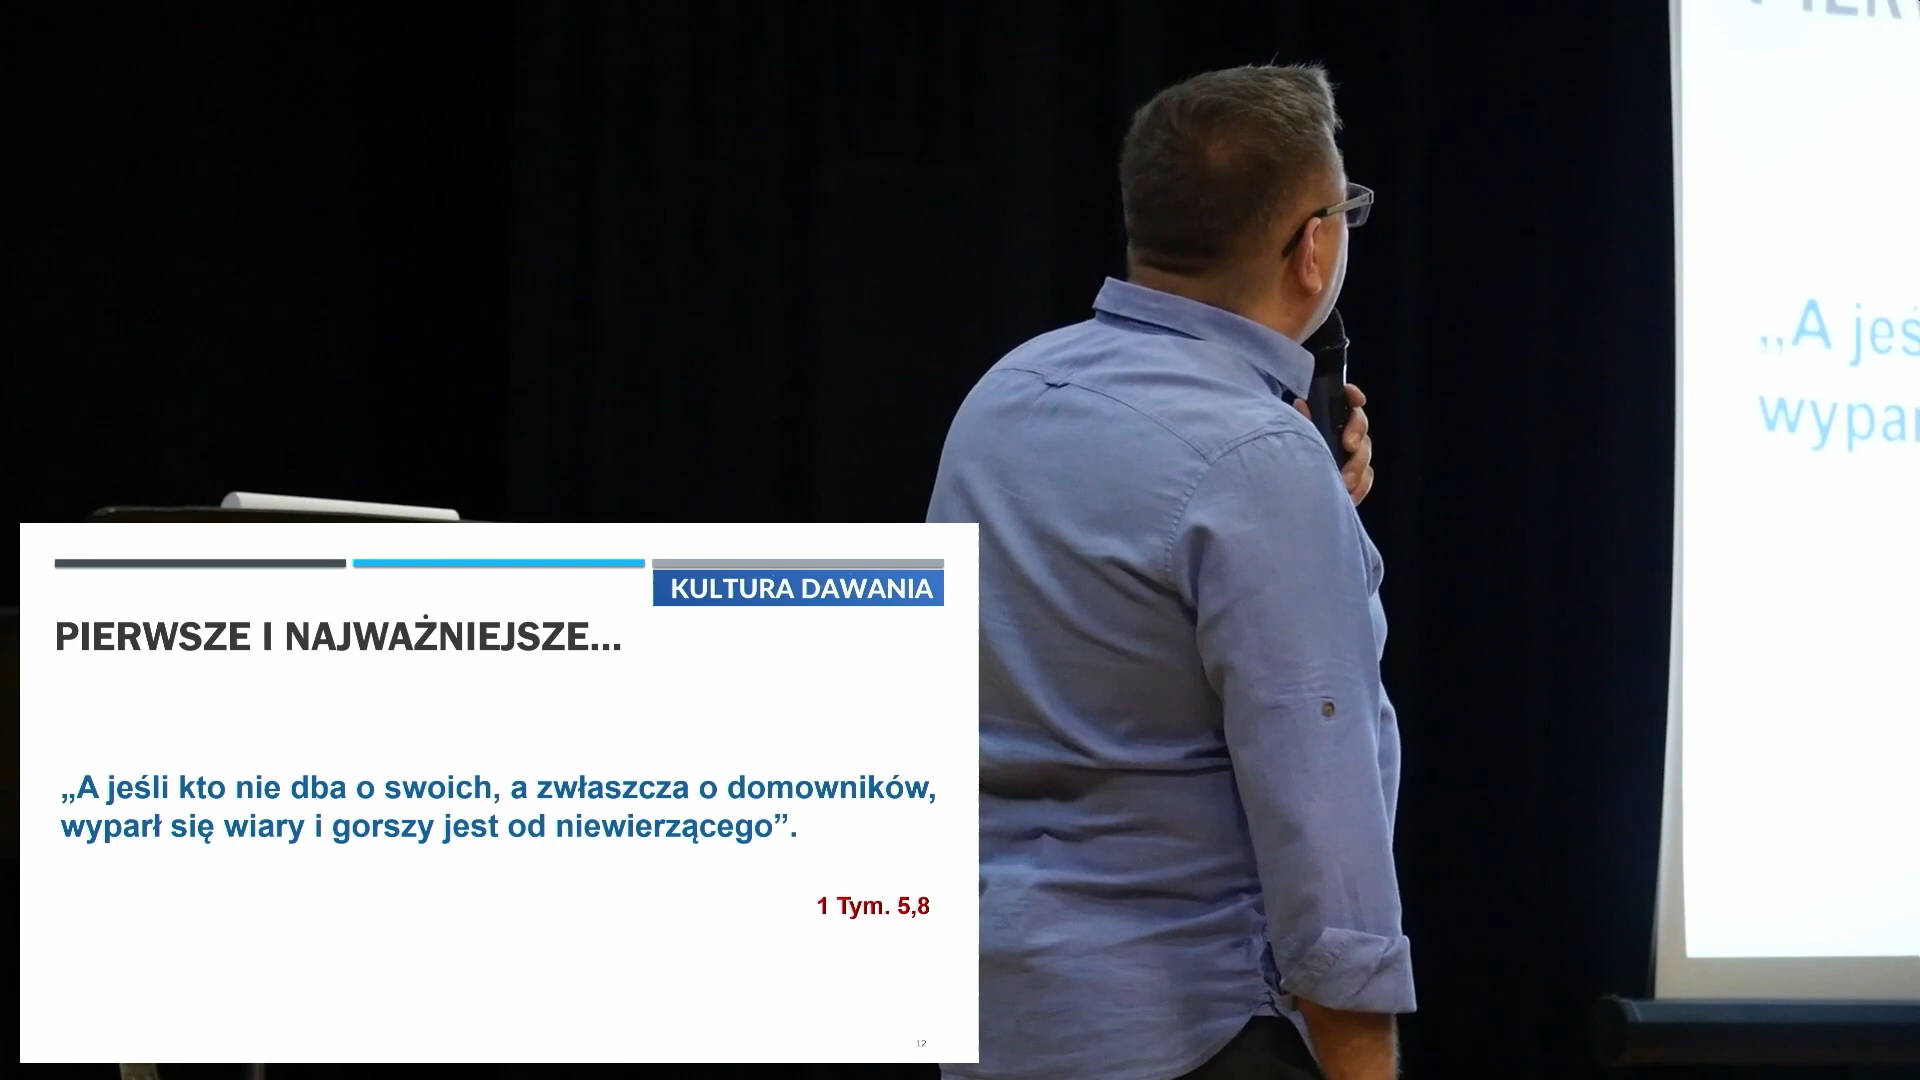 KULTURA DAWANIA
PIERWSZE I NAJWAŻNIEJSZE...
„A jeśli kto nie dba o swoich, a zwłaszcza o domowników,
wyparł się wiary i gorszy jest od niewierzącego”.
1 Tym. 5,8
12
„A jeś
wypar